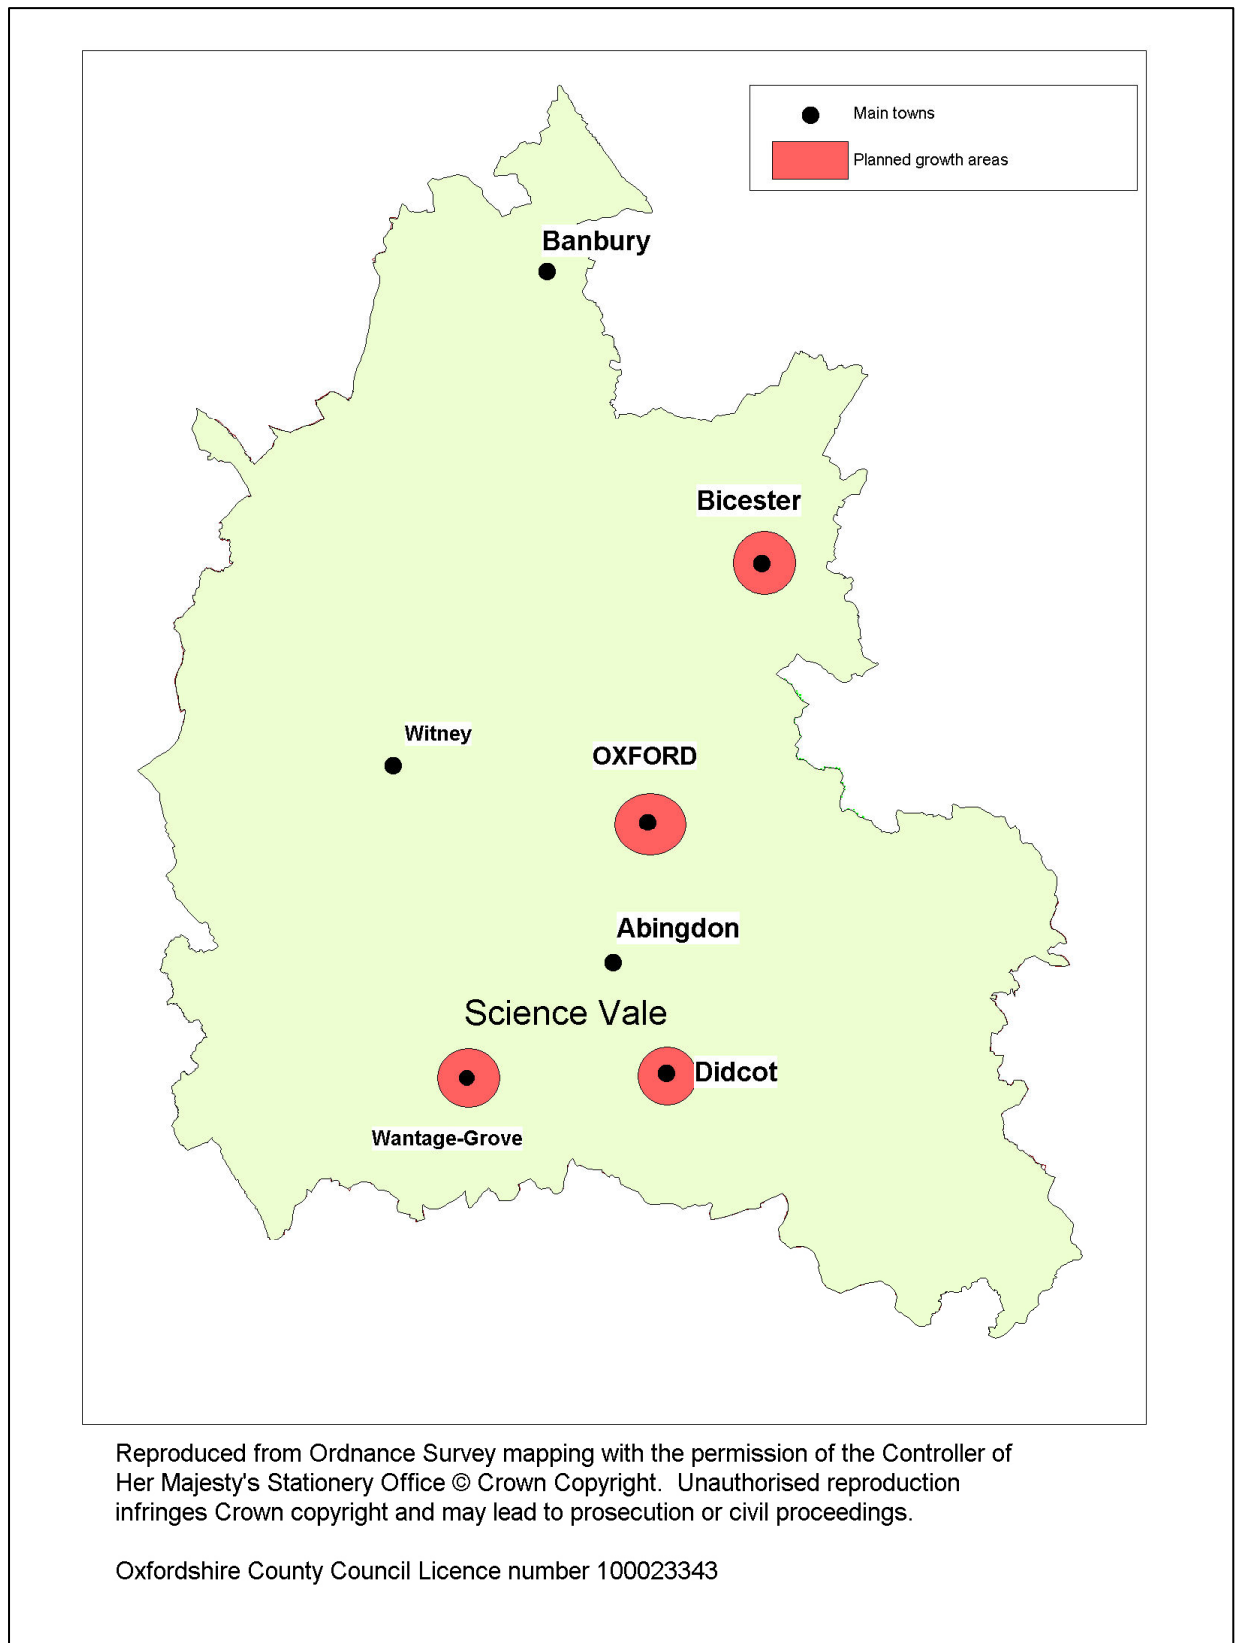 Main towns
Planned growth areas
Banbury
Bicester
Witney
OXFORD
Abingdon
Science Vale
Didcot
Wantage-Grove
Reproduced from Ordnance Survey mapping with the permission of the Controller of
Her Majesty's Stationery Office © Crown Copyright.  Unauthorised reproduction
infringes Crown copyright and may lead to prosecution or civil proceedings.
Oxfordshire County Council Licence number 100023343